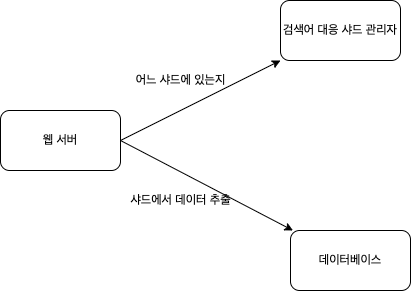 검색어 대응 샤드 관리자
어느 샤드에 있는지
웹 서버
샤드에서 데이터 추출
데이터베이스